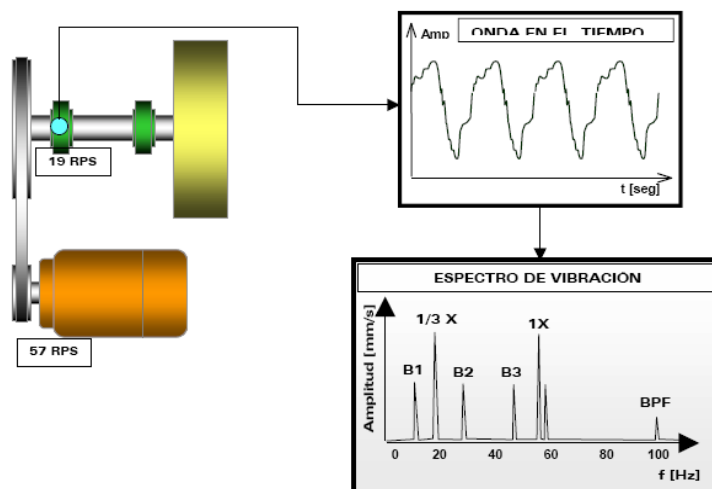 Amp
ONDA EN EL TIEMPO
19 RPS
t [seg]
57 RPS
ESPECTRO DE VIBRACIÓN
Amplitud [mm/s]
1/3 X
1X
B1
B2
B3
BPF
0 20 40 60 80 100
f [Hz]